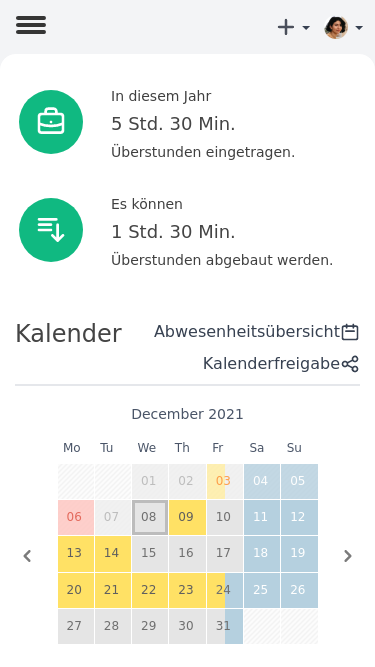 In diesem Jahr
5 Std. 30 Min.
Überstunden eingetragen.
Es können
1 Std. 30 Min.
Überstunden abgebaut werden.
Kalender
Abwesenheitsübersicht
Kalenderfreigabe
December 2021
Mo Tu We Th Fr Sa Su
01 02 03 04 05
06 07 08 09 10 11 12
13 14 15 16 17 18 19
20 21 22 23 24 25 26
27 28 29 30 31